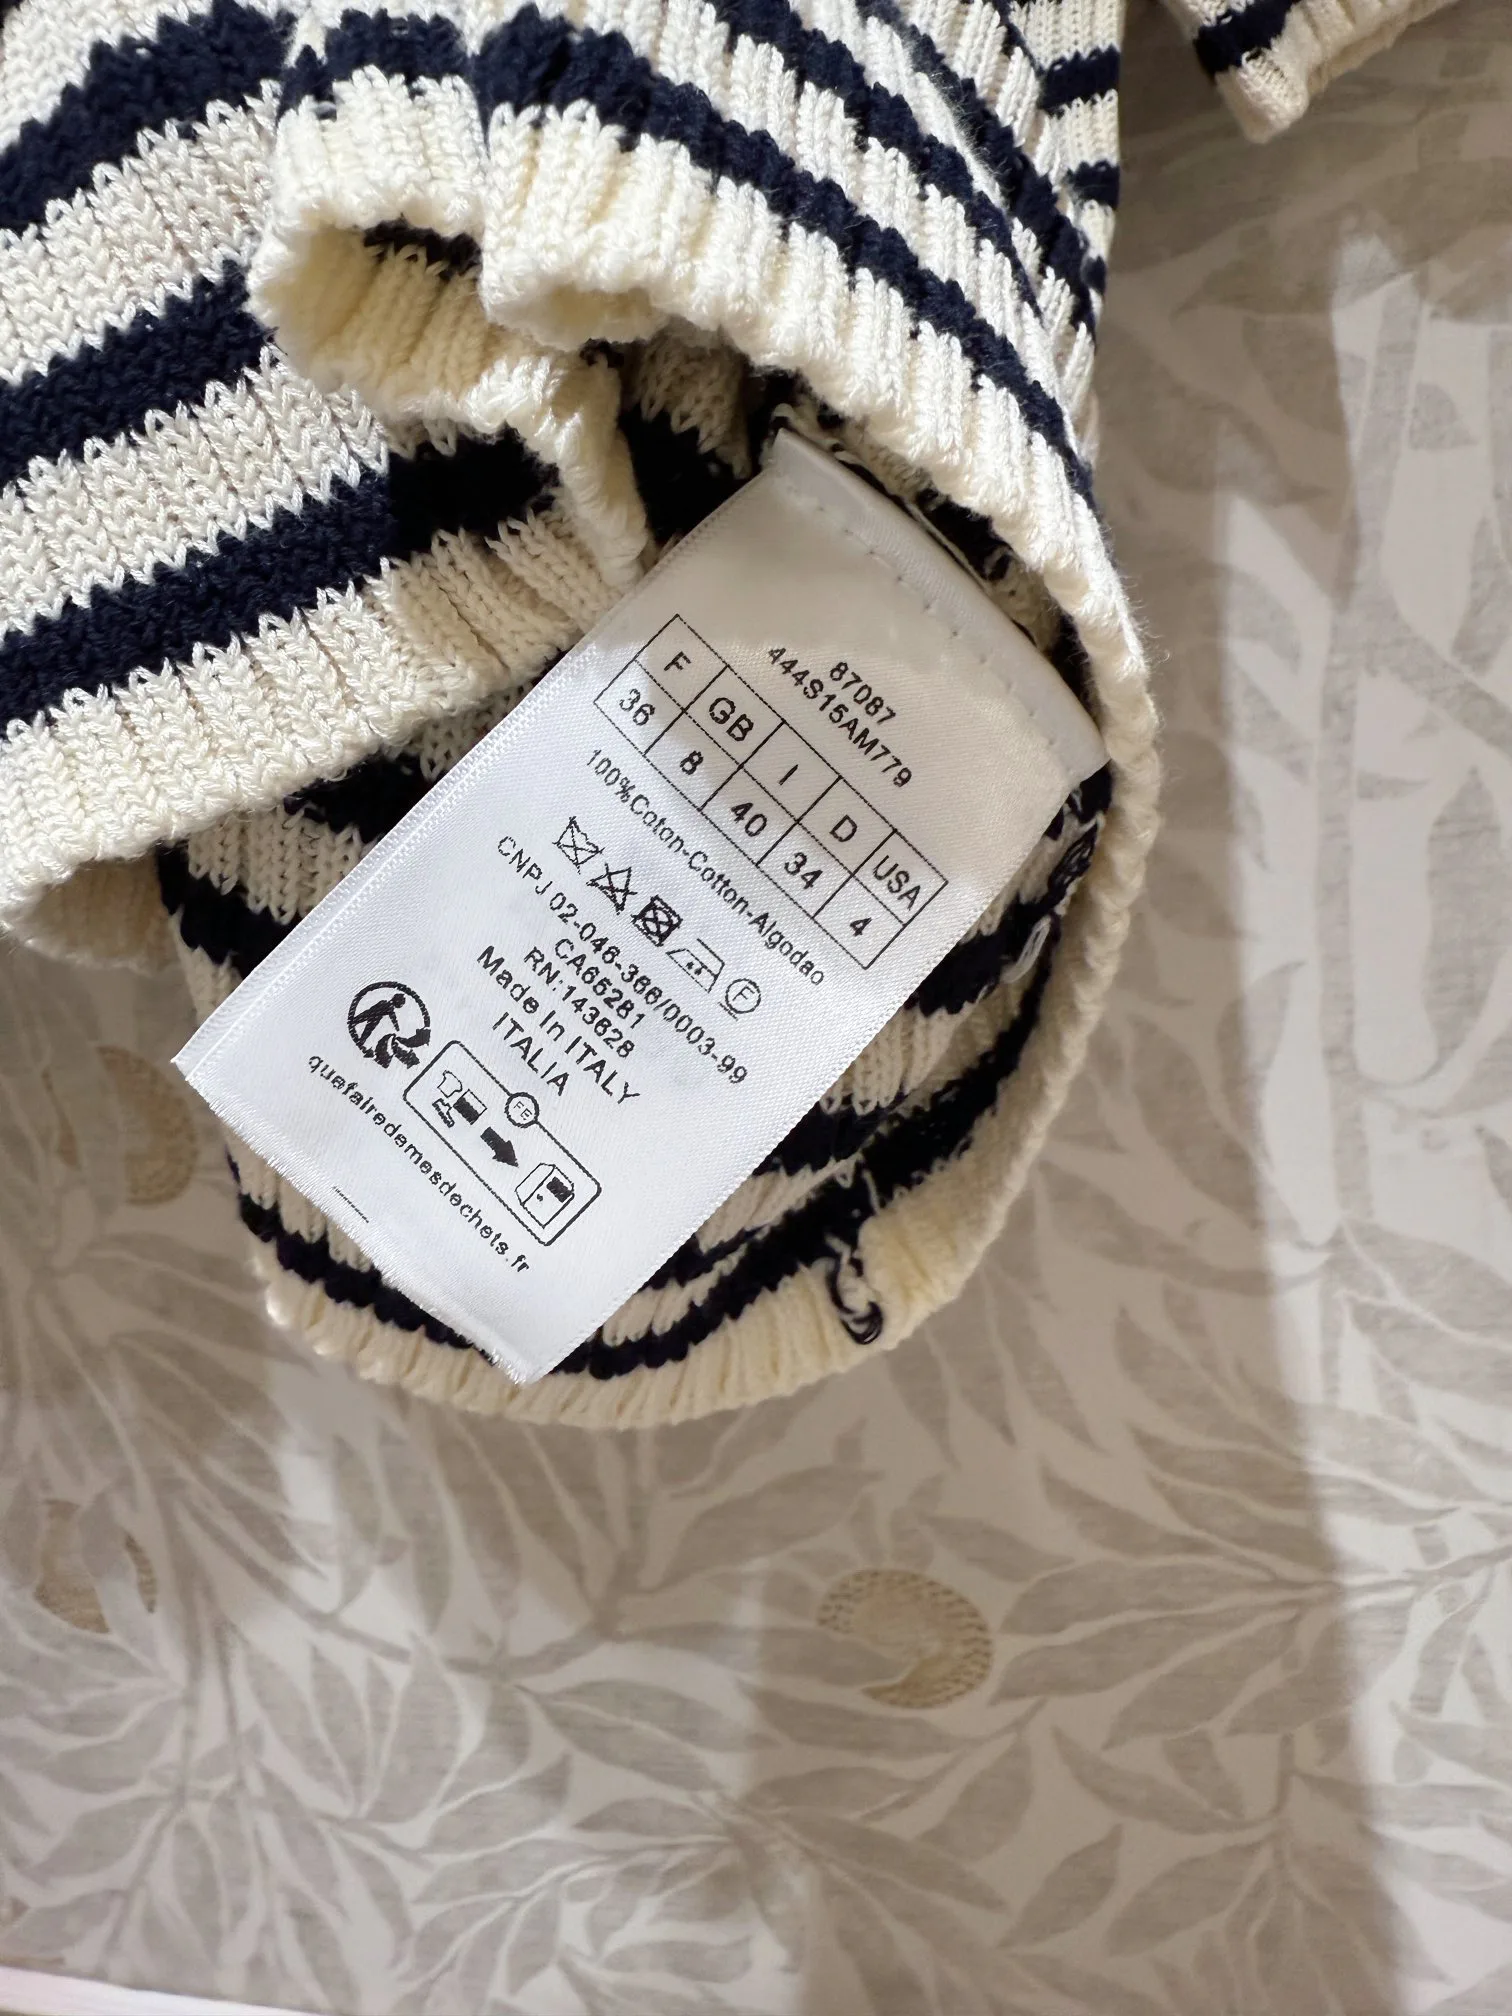 87087
444S15AM779
F GB I D USA
36 8 40 34 4
100%Coton-Cotton-Algodao
F
CNPJ 02-046-366/0003-99
CA65281
RN:143828
Made In ITALY
ITALIA
FE
quefairedemesdechets.fr